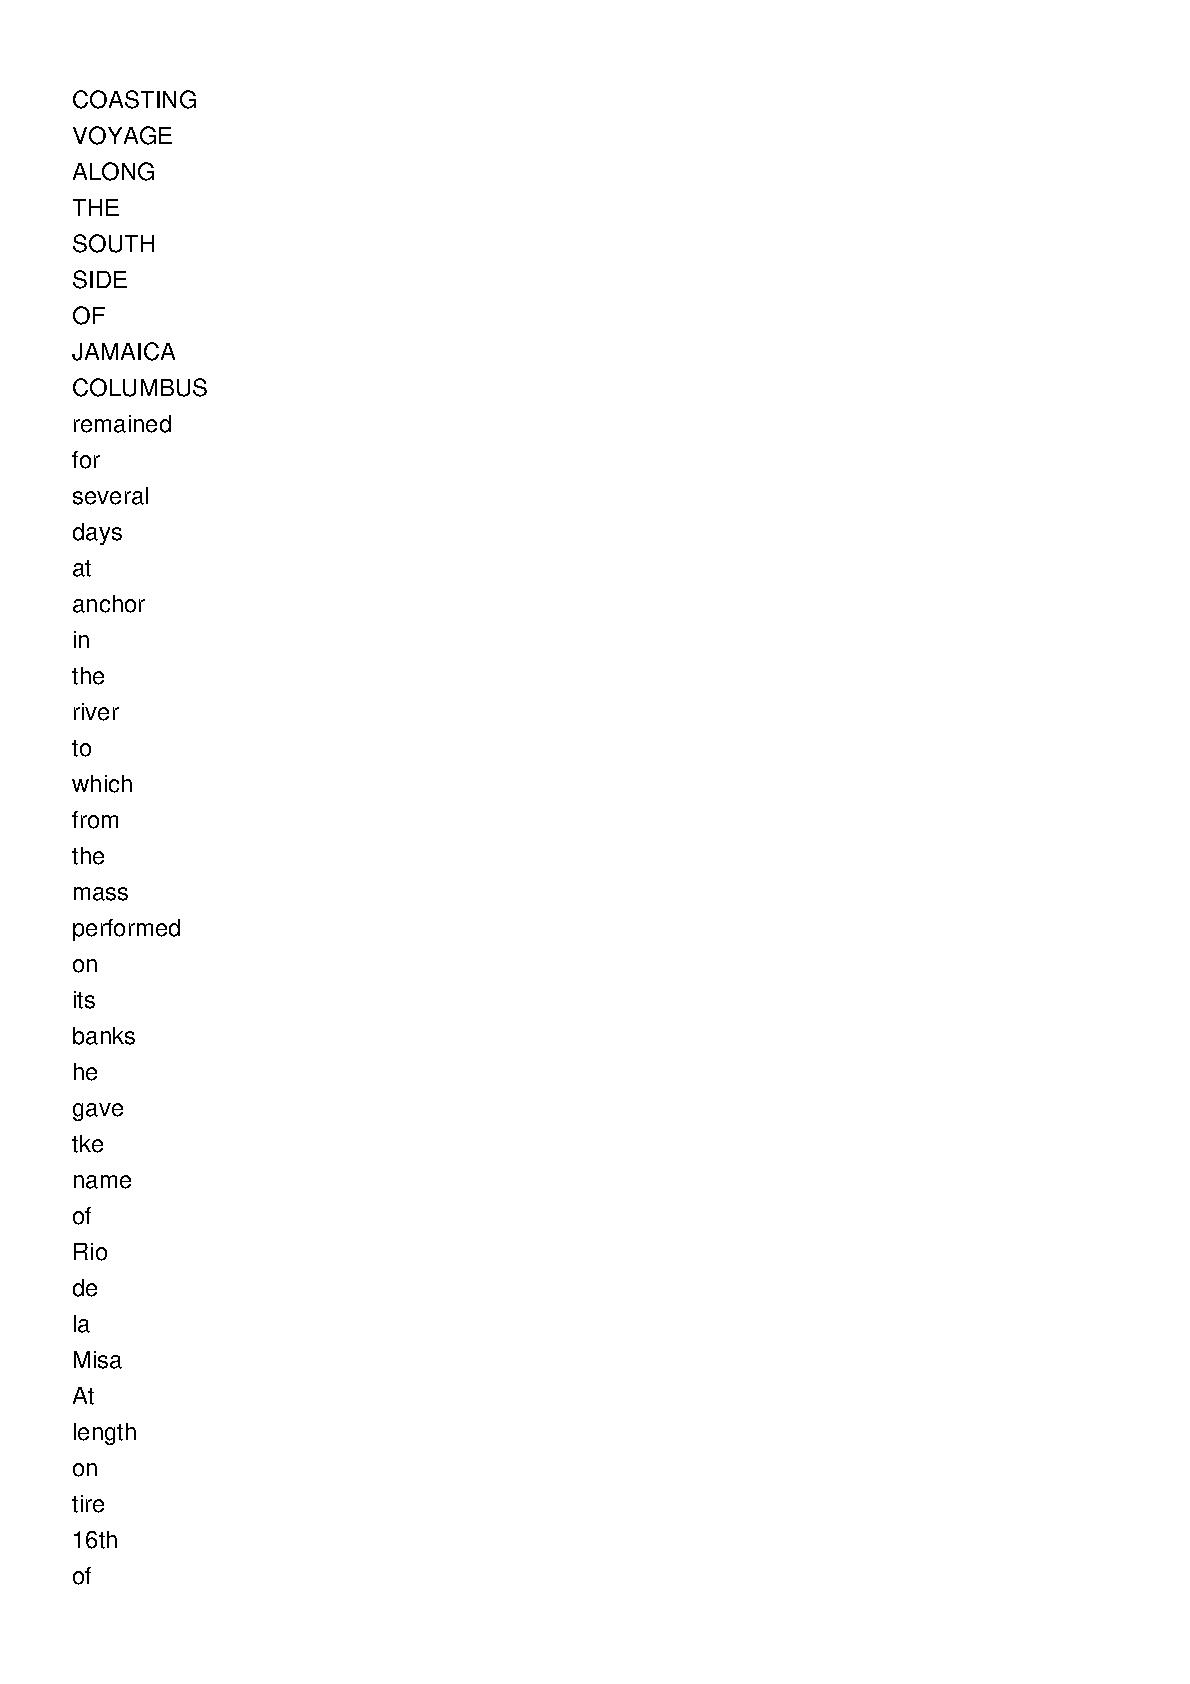 COASTING
VOYAGE
ALONG
THE
SOUTH
SIDE
OF
JAMAICA
COLUMBUS
remained
for
several
days
at
anchor
in
the
river
to
which
from
the
mass
performed
on
its
banks
he
gave
tke
name
of
Rio
de
la
Misa
At
length
on
tire
16th
of